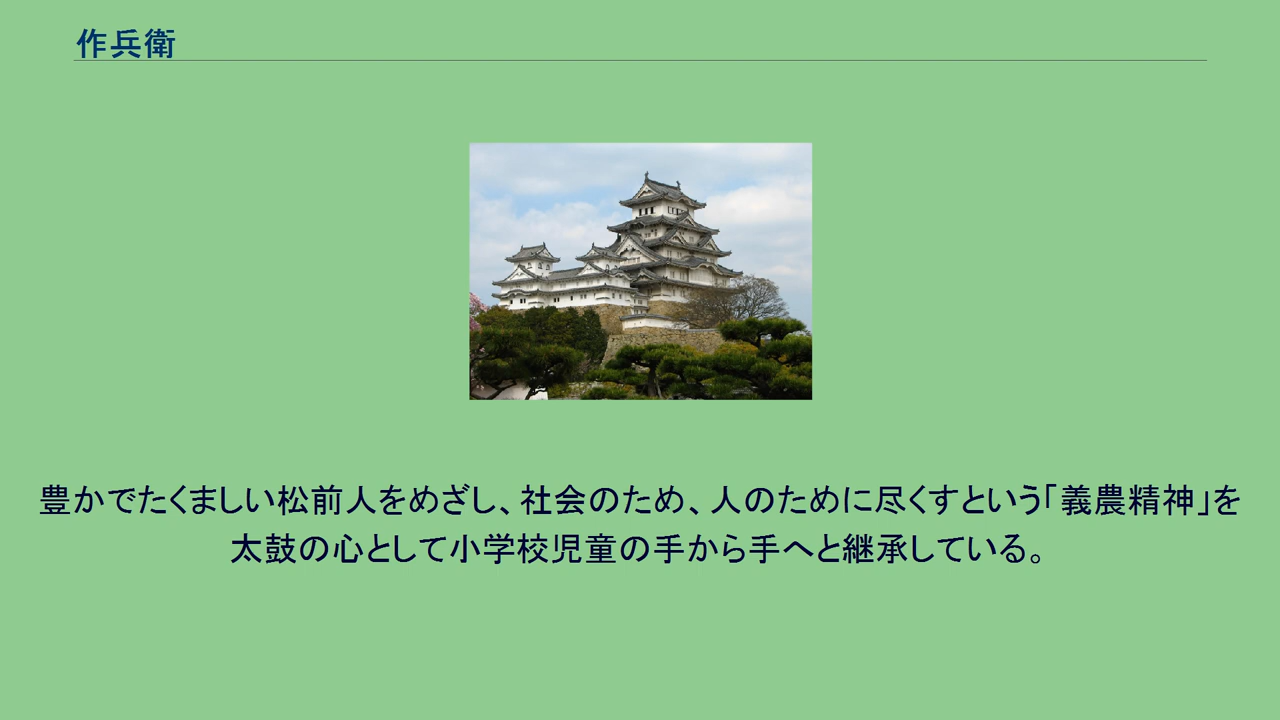 作兵衛
豊かでたくましい松前人をめざし、社会のため、人のために尽くすという「義農精神」を
太鼓の心として小学校児童の手から手へと継承している。